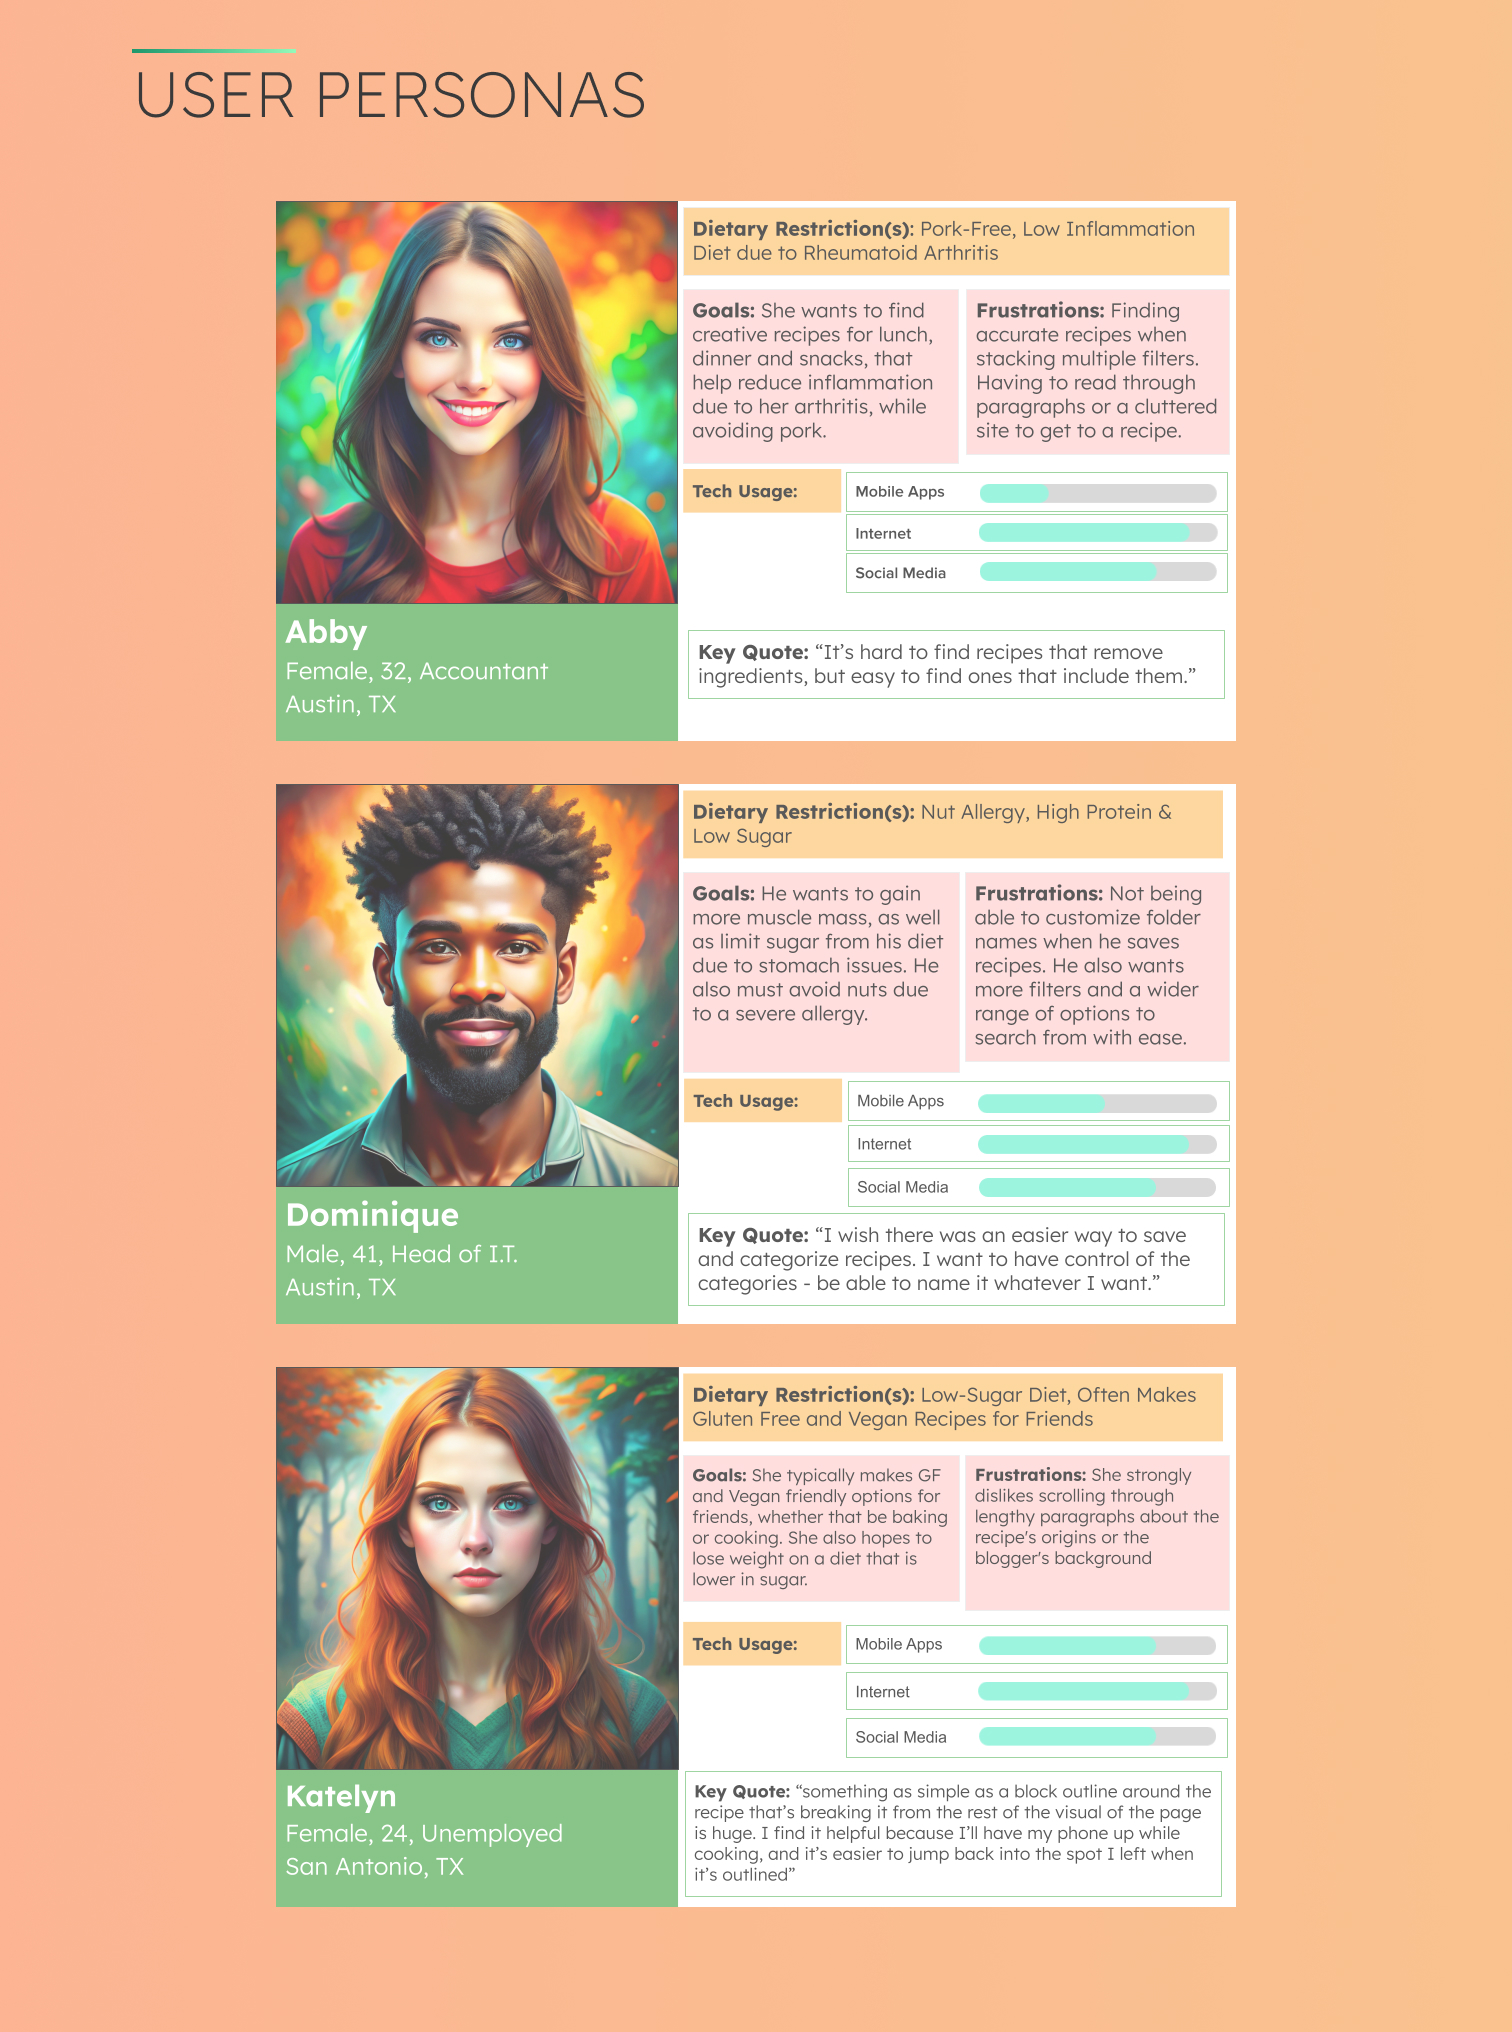 USER PERSONAS
Dietary Restriction(s): Pork-Free, Low Inflammation
Diet due to Rheumatoid Arthritis
Goals: She wants to find
creative recipes for lunch,
dinner and snacks, that
help reduce inflammation
due to her arthritis, while
avoiding pork.
Frustrations: Finding
accurate recipes when
stacking multiple filters.
Having to read through
paragraphs or a cluttered
site to get to a recipe.
Tech Usage:
Mobile Apps
Internet
Social Media
Abby
Female, 32, Accountant
Austin, TX
Key Quote: “It’s hard to find recipes that remove
ingredients, but easy to find ones that include them.”
Dietary Restriction(s): Nut Allergy, High Protein &
Low Sugar
Goals: He wants to gain
more muscle mass, as well
as limit sugar from his diet
due to stomach issues. He
also must avoid nuts due
to a severe allergy.
Frustrations: Not being
able to customize folder
names when he saves
recipes. He also wants
more filters and a wider
range of options to
search from with ease.
Tech Usage:
Mobile Apps
Internet
Social Media
Dominique
Male, 41, Head of I.T.
Austin, TX
Key Quote: “I wish there was an easier way to save
and categorize recipes. I want to have control of the
categories - be able to name it whatever I want.”
Dietary Restriction(s): Low-Sugar Diet, Often Makes
Gluten Free and Vegan Recipes for Friends
Goals: She typically makes GF
and Vegan friendly options for
friends, whether that be baking
or cooking. She also hopes to
lose weight on a diet that is
lower in sugar.
Frustrations: She strongly
dislikes scrolling through
lengthy paragraphs about the
recipe's origins or the
blogger's background
Tech Usage:
Mobile Apps
Internet
Social Media
Katelyn
Female, 24, Unemployed
San Antonio, TX
Key Quote: “something as simple as a block outline around the
recipe that’s breaking it from the rest of the visual of the page
is huge. I find it helpful because I’ll have my phone up while
cooking, and it’s easier to jump back into the spot I left when
it’s outlined”